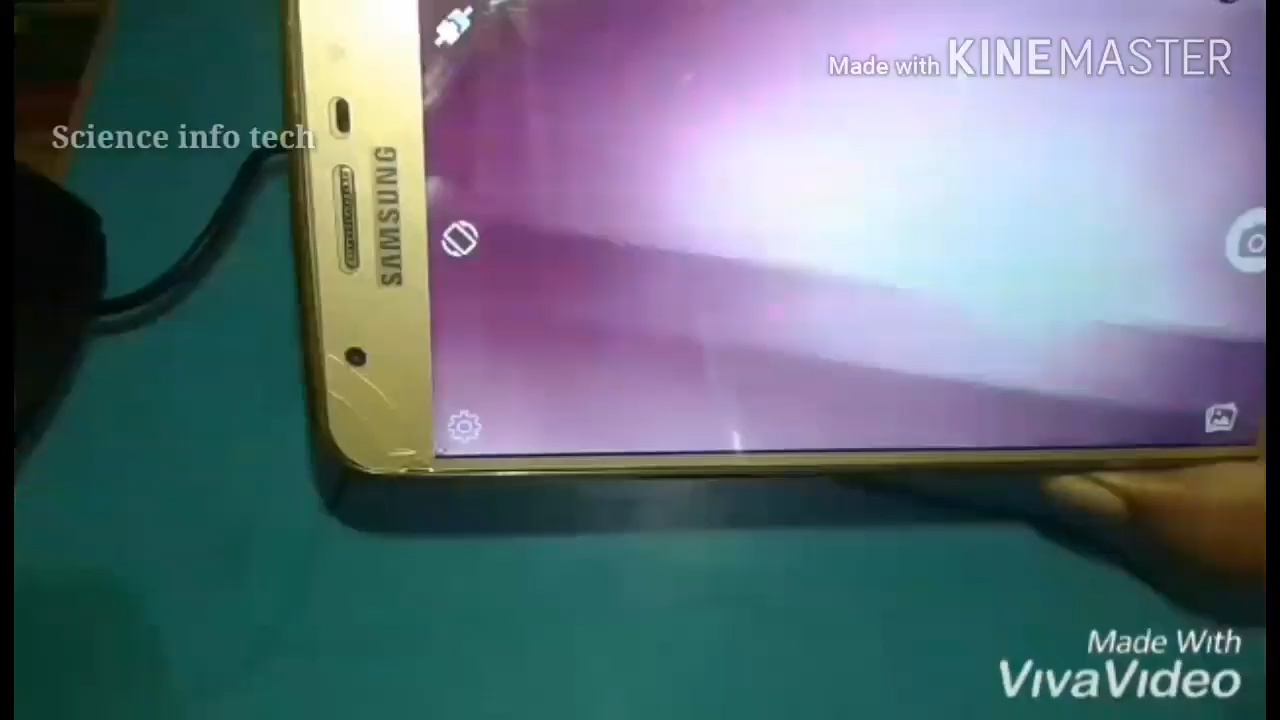 Made with KINEMASTER
Science info tech
SAMSUNG
Made With
VivaVideo